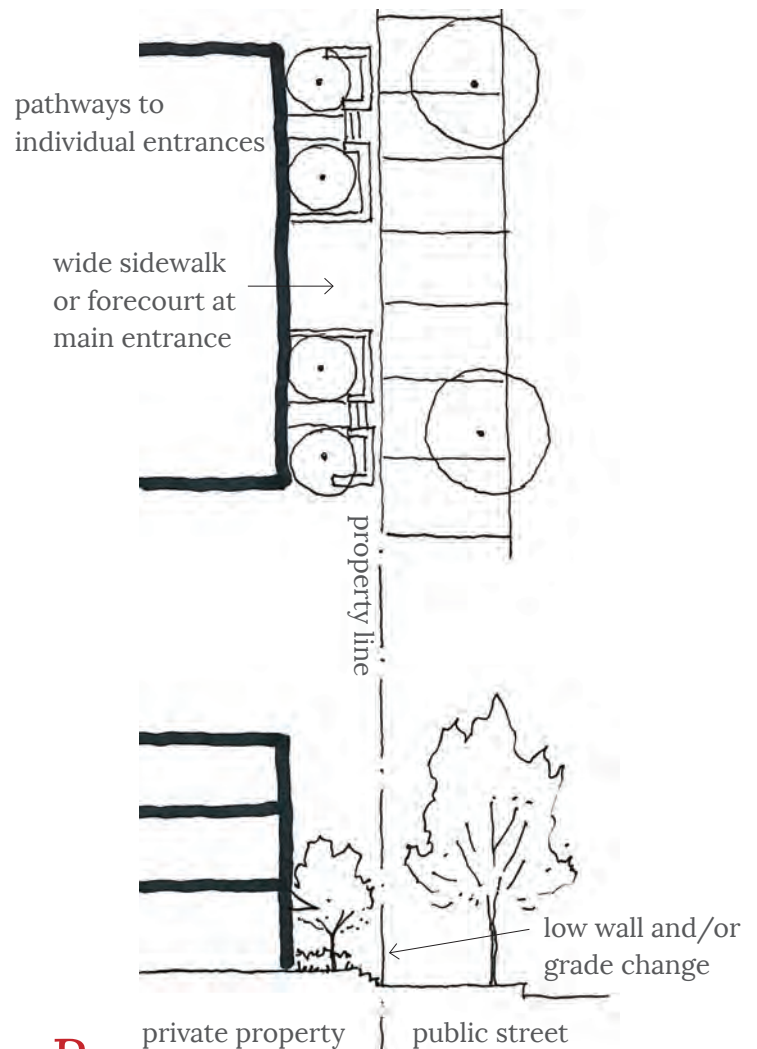 pathways to
individual entrances
wide sidewalk
or forecourt at
main entrance
property line
low wall and/or
grade change
private property
public street